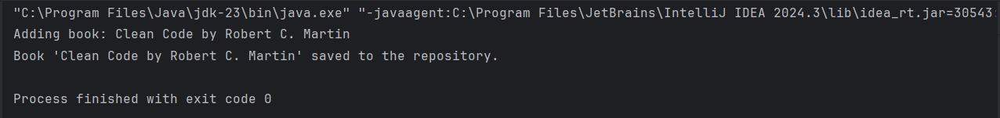 "C:\Program Files\Java\jdk-23\bin\java.exe" "-javaagent:C:\Program Files\JetBrains\IntelliJ IDEA 2024.3\lib\idea_rt.jar=30543:
Adding book: Clean Code by Robert C. Martin
Book 'Clean Code by Robert C. Martin' saved to the repository.
Process finished with exit code 0